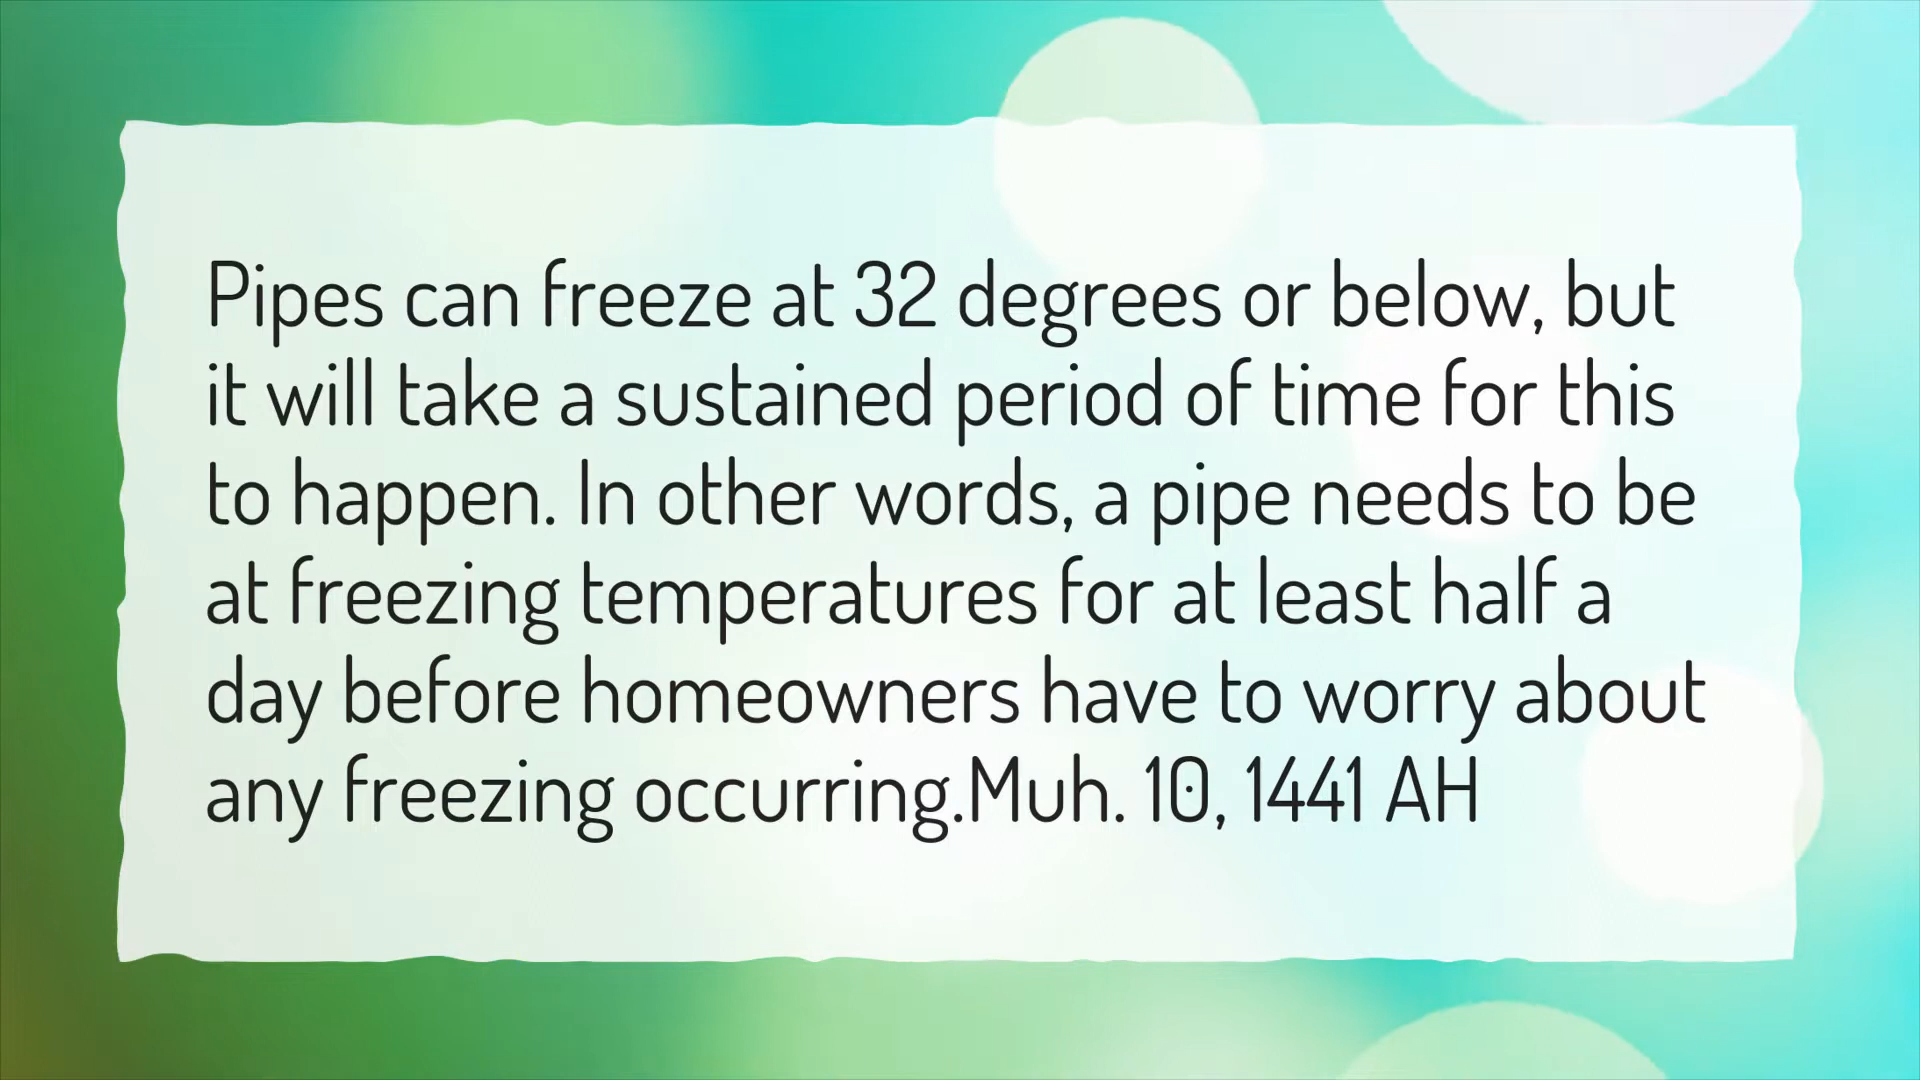 Pipes can freeze at 32 degrees or below, but
it will take a sustained period of time for this
to happen. In other words, a pipe needs to be
at freezing temperatures for at least half a
day before homeowners have to worry about
any freezing occurring.Muh. 10, 1441 AH